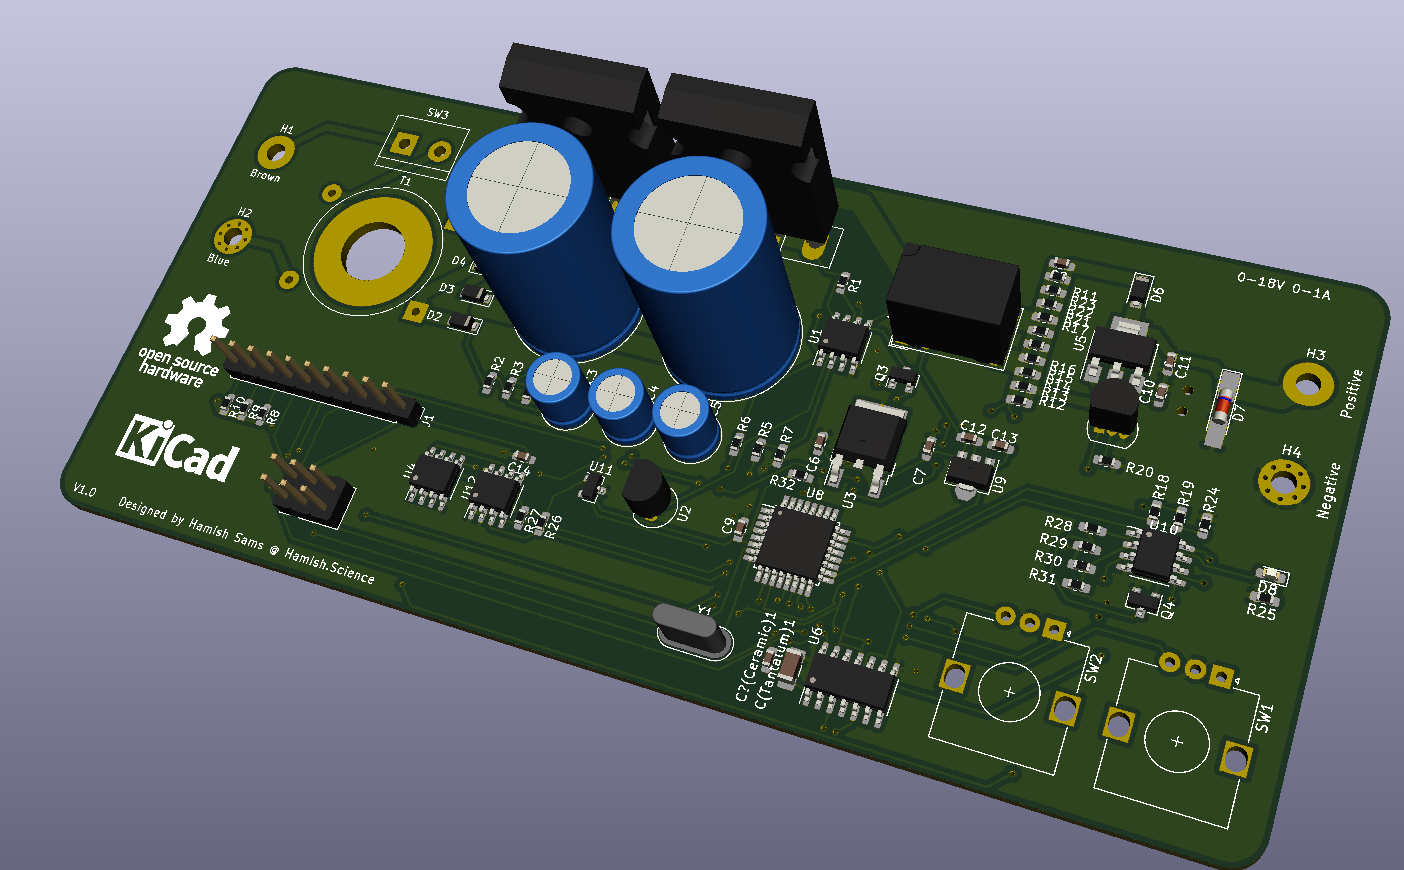 SW3
H1
Brown
T1
H2
Blue
D4
D3
D2
R1
U1
0-18V 0-1A
D6
R11
R17
U5
C11
H3
Positive
C10
D7
open source
hardware
R2
R3
Q3
R10
R9
R8
J1
KiCad
R6
R5
R7
C6
C12
C13
R20
H4
Negative
C14
U12
U11
R32
U8
U3
C7
U9
R18
R19
R24
V1.0
Designed by Hamish Sams @ Hamish.Science
R27
R26
U2
C9
R28
R29
R30
R31
U10
D8
R25
Q4
Y1
U6
C?(Ceramic)1
C(Tantalum)1
SW2
SW1